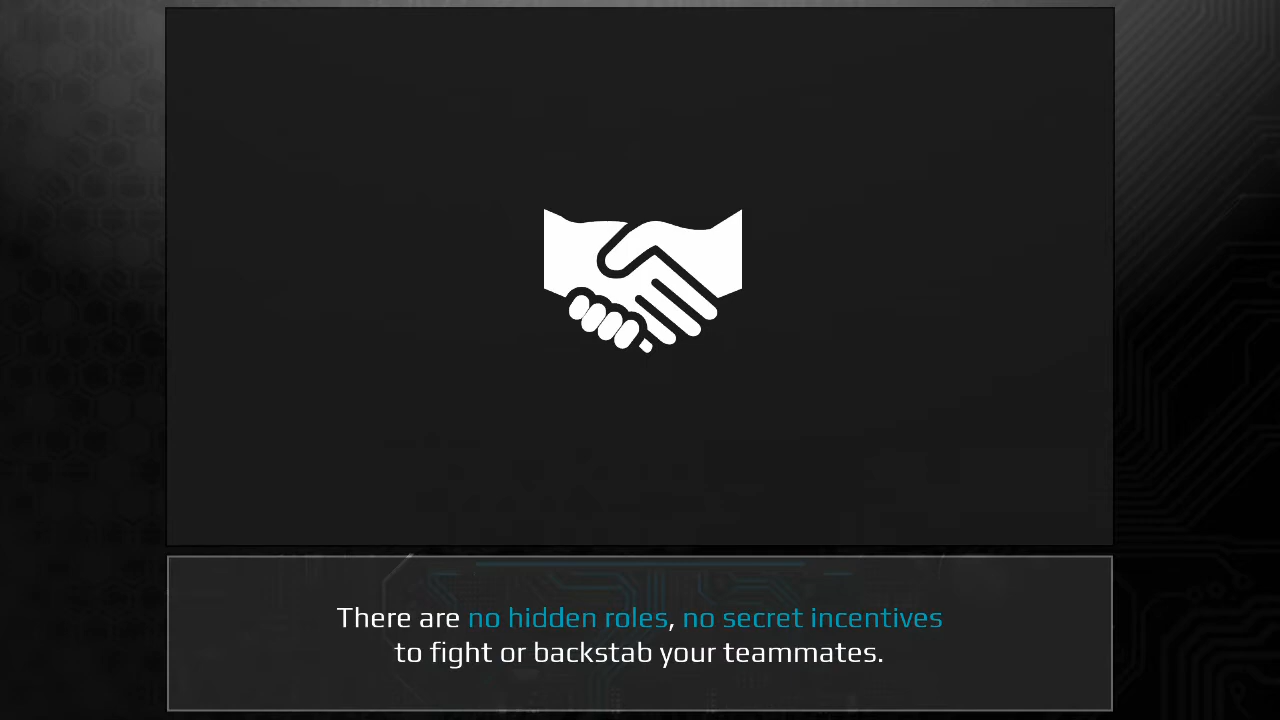 There are no hidden roles, no secret incentives
to fight or backstab your teammates.